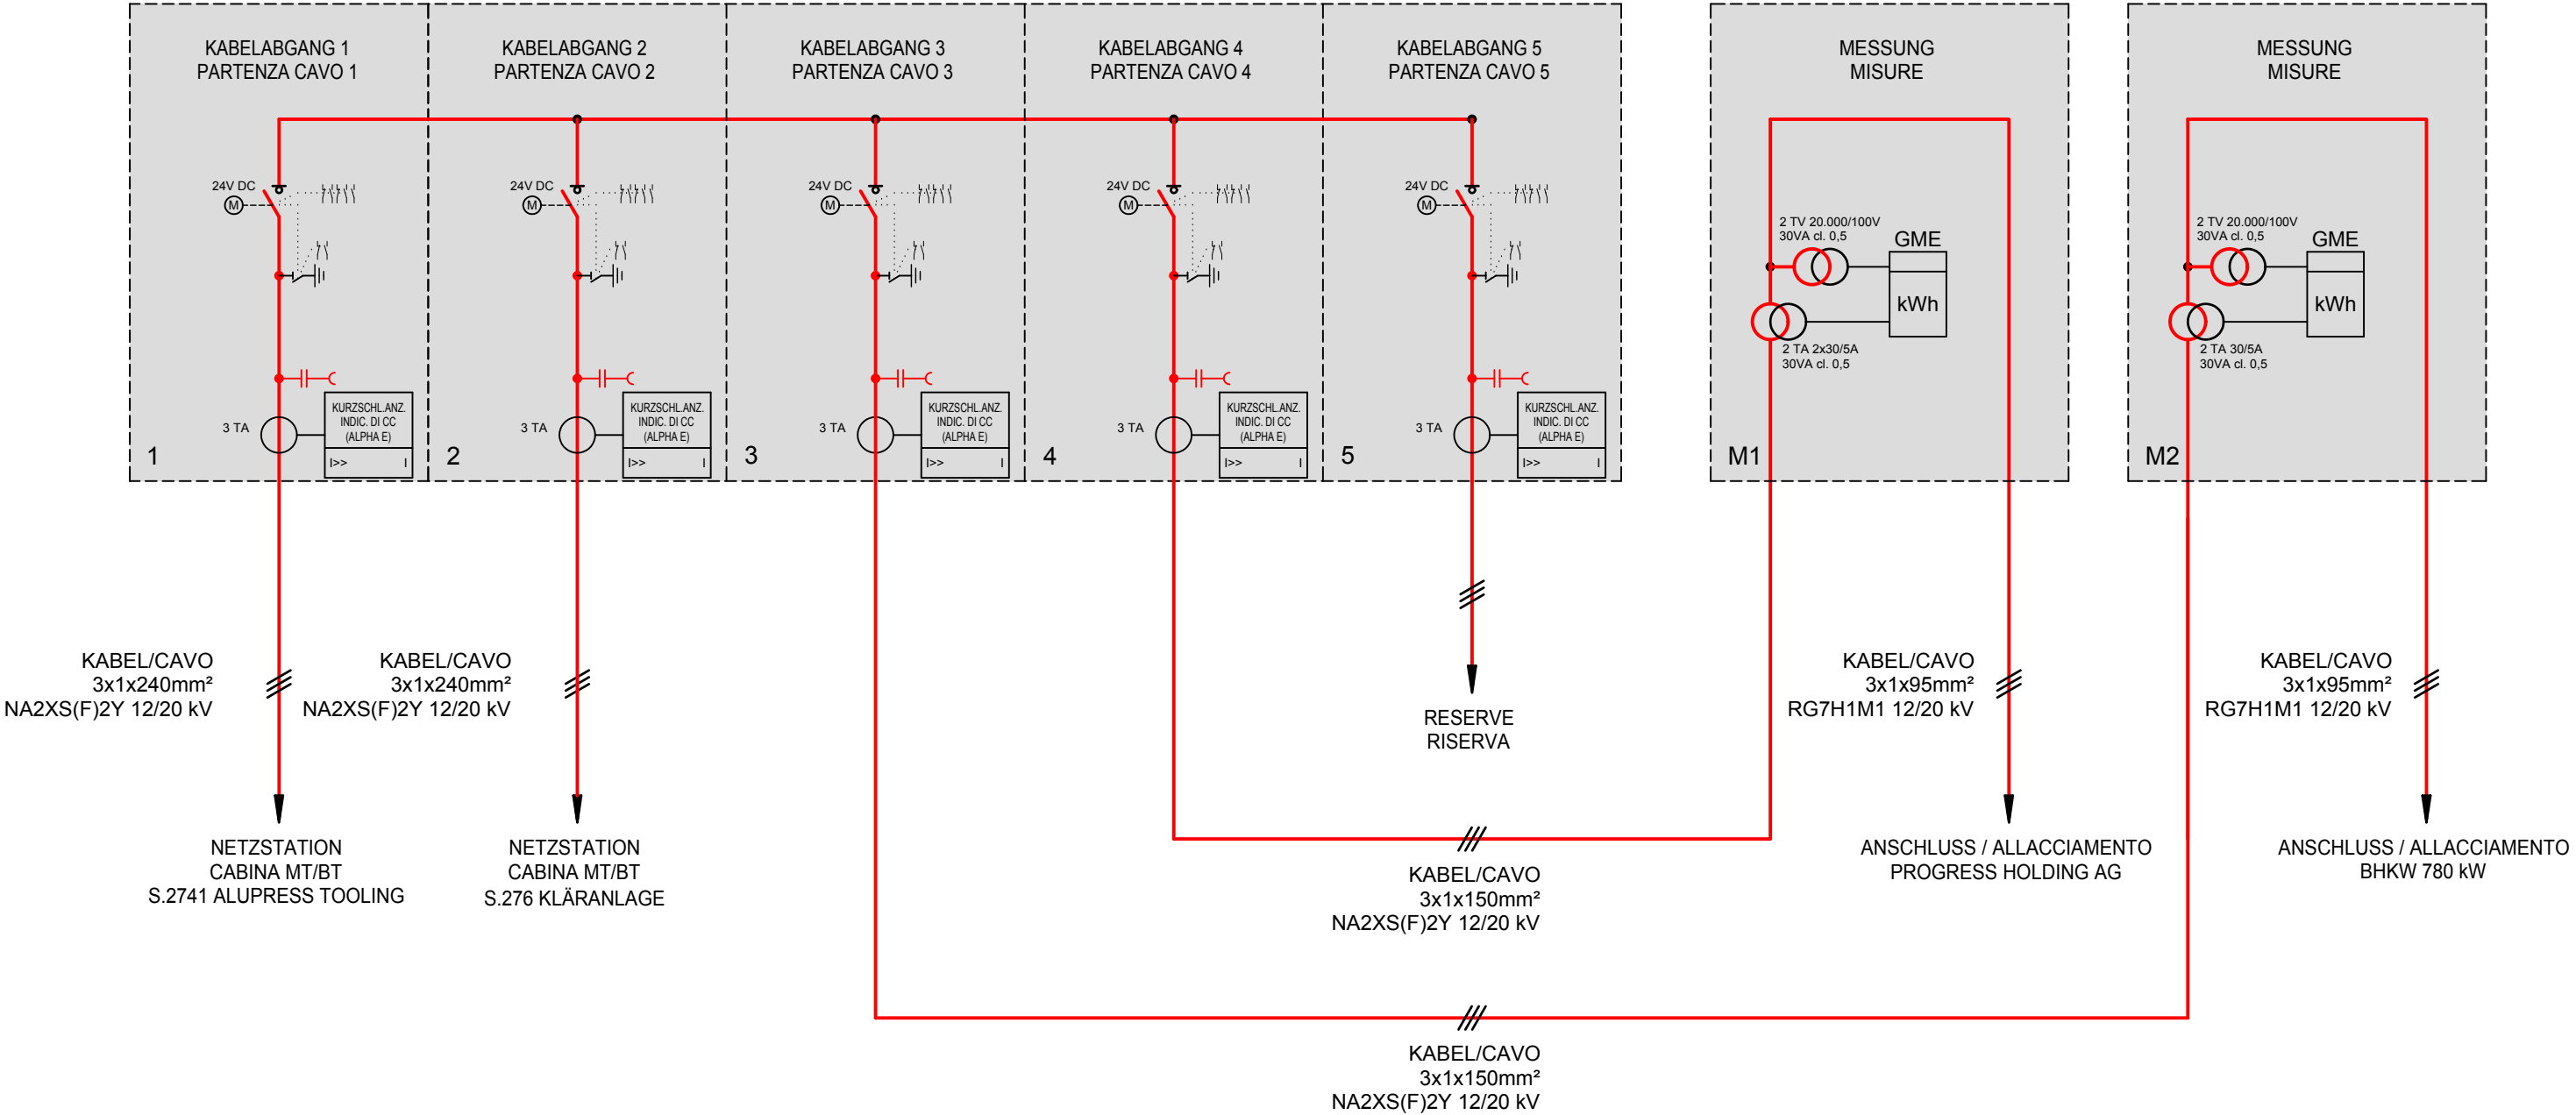 KABELABGANG 1
PARTENZA CAVO 1
24V DC
M
3 TA
KURZSCHL.ANZ.
INDIC. DI CC
(ALPHA E)
I>> I
1
KABELABGANG 2
PARTENZA CAVO 2
24V DC
M
3 TA
KURZSCHL.ANZ.
INDIC. DI CC
(ALPHA E)
I>> I
2
KABELABGANG 3
PARTENZA CAVO 3
24V DC
M
3 TA
KURZSCHL.ANZ.
INDIC. DI CC
(ALPHA E)
I>> I
3
KABELABGANG 4
PARTENZA CAVO 4
24V DC
M
3 TA
KURZSCHL.ANZ.
INDIC. DI CC
(ALPHA E)
I>> I
4
KABELABGANG 5
PARTENZA CAVO 5
24V DC
M
3 TA
KURZSCHL.ANZ.
INDIC. DI CC
(ALPHA E)
I>> I
5
MESSUNG
MISURE
2 TV 20.000/100V
30VA cl. 0,5
GME
kWh
2 TA 2x30/5A
30VA cl. 0,5
M1
MESSUNG
MISURE
2 TV 20.000/100V
30VA cl. 0,5
GME
kWh
2 TA 30/5A
30VA cl. 0,5
M2
KABEL/CAVO
3x1x240mm²
NA2XS(F)2Y 12/20 kV
NETZSTATION
CABINA MT/BT
S.2741 ALUPRESS TOOLING
KABEL/CAVO
3x1x240mm²
NA2XS(F)2Y 12/20 kV
NETZSTATION
CABINA MT/BT
S.276 KLÄRANLAGE
RESERVE
RISERVA
KABEL/CAVO
3x1x95mm²
RG7H1M1 12/20 kV
ANSCHLUSS / ALLACCIAMENTO
PROGRESS HOLDING AG
KABEL/CAVO
3x1x95mm²
RG7H1M1 12/20 kV
ANSCHLUSS / ALLACCIAMENTO
BHKW 780 kW
KABEL/CAVO
3x1x150mm²
NA2XS(F)2Y 12/20 kV
KABEL/CAVO
3x1x150mm²
NA2XS(F)2Y 12/20 kV